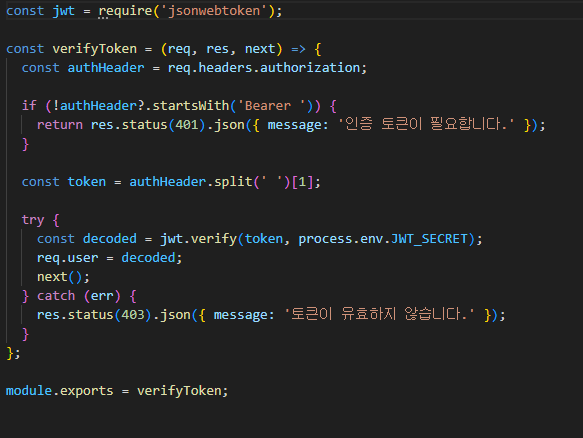 const jwt = require('jsonwebtoken');
const verifyToken = (req, res, next) => {
const authHeader = req.headers.authorization;
if (!authHeader?.startsWith('Bearer ')) {
return res.status(401).json({ message: '인증 토큰이 필요합니다.' });
}
const token = authHeader.split(' ')[1];
try {
const decoded = jwt.verify(token, process.env.JWT_SECRET);
req.user = decoded;
next();
} catch (err) {
res.status(403).json({ message: '토큰이 유효하지 않습니다.' });
}
};
module.exports = verifyToken;